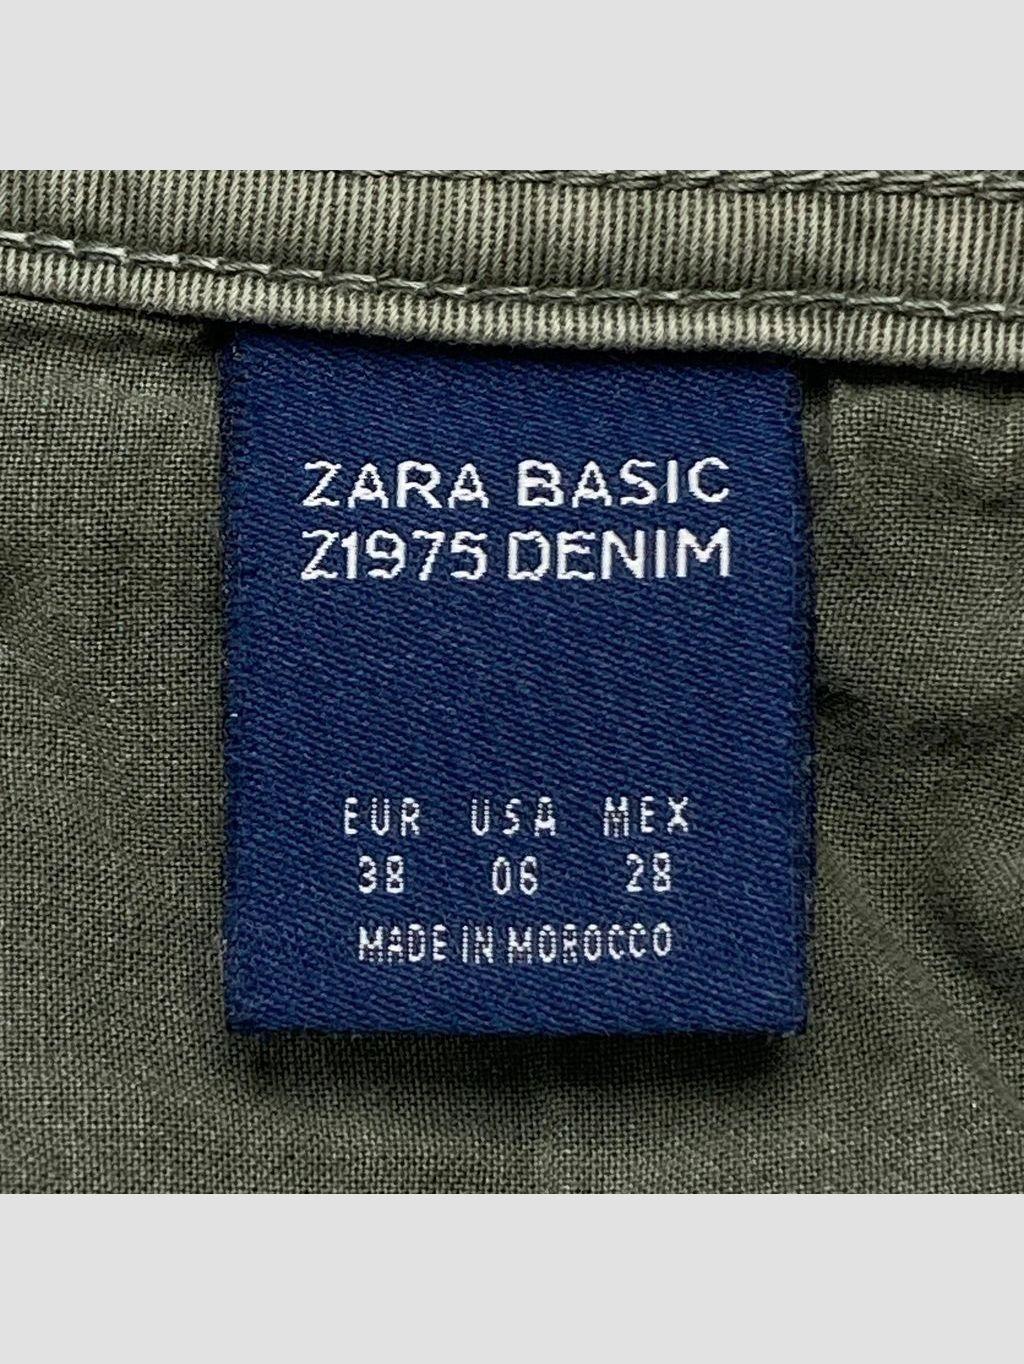 ZARA BASIC
Z1975 DENIM
EUR USA MEX
38 06 28
MADE IN MOROCCO